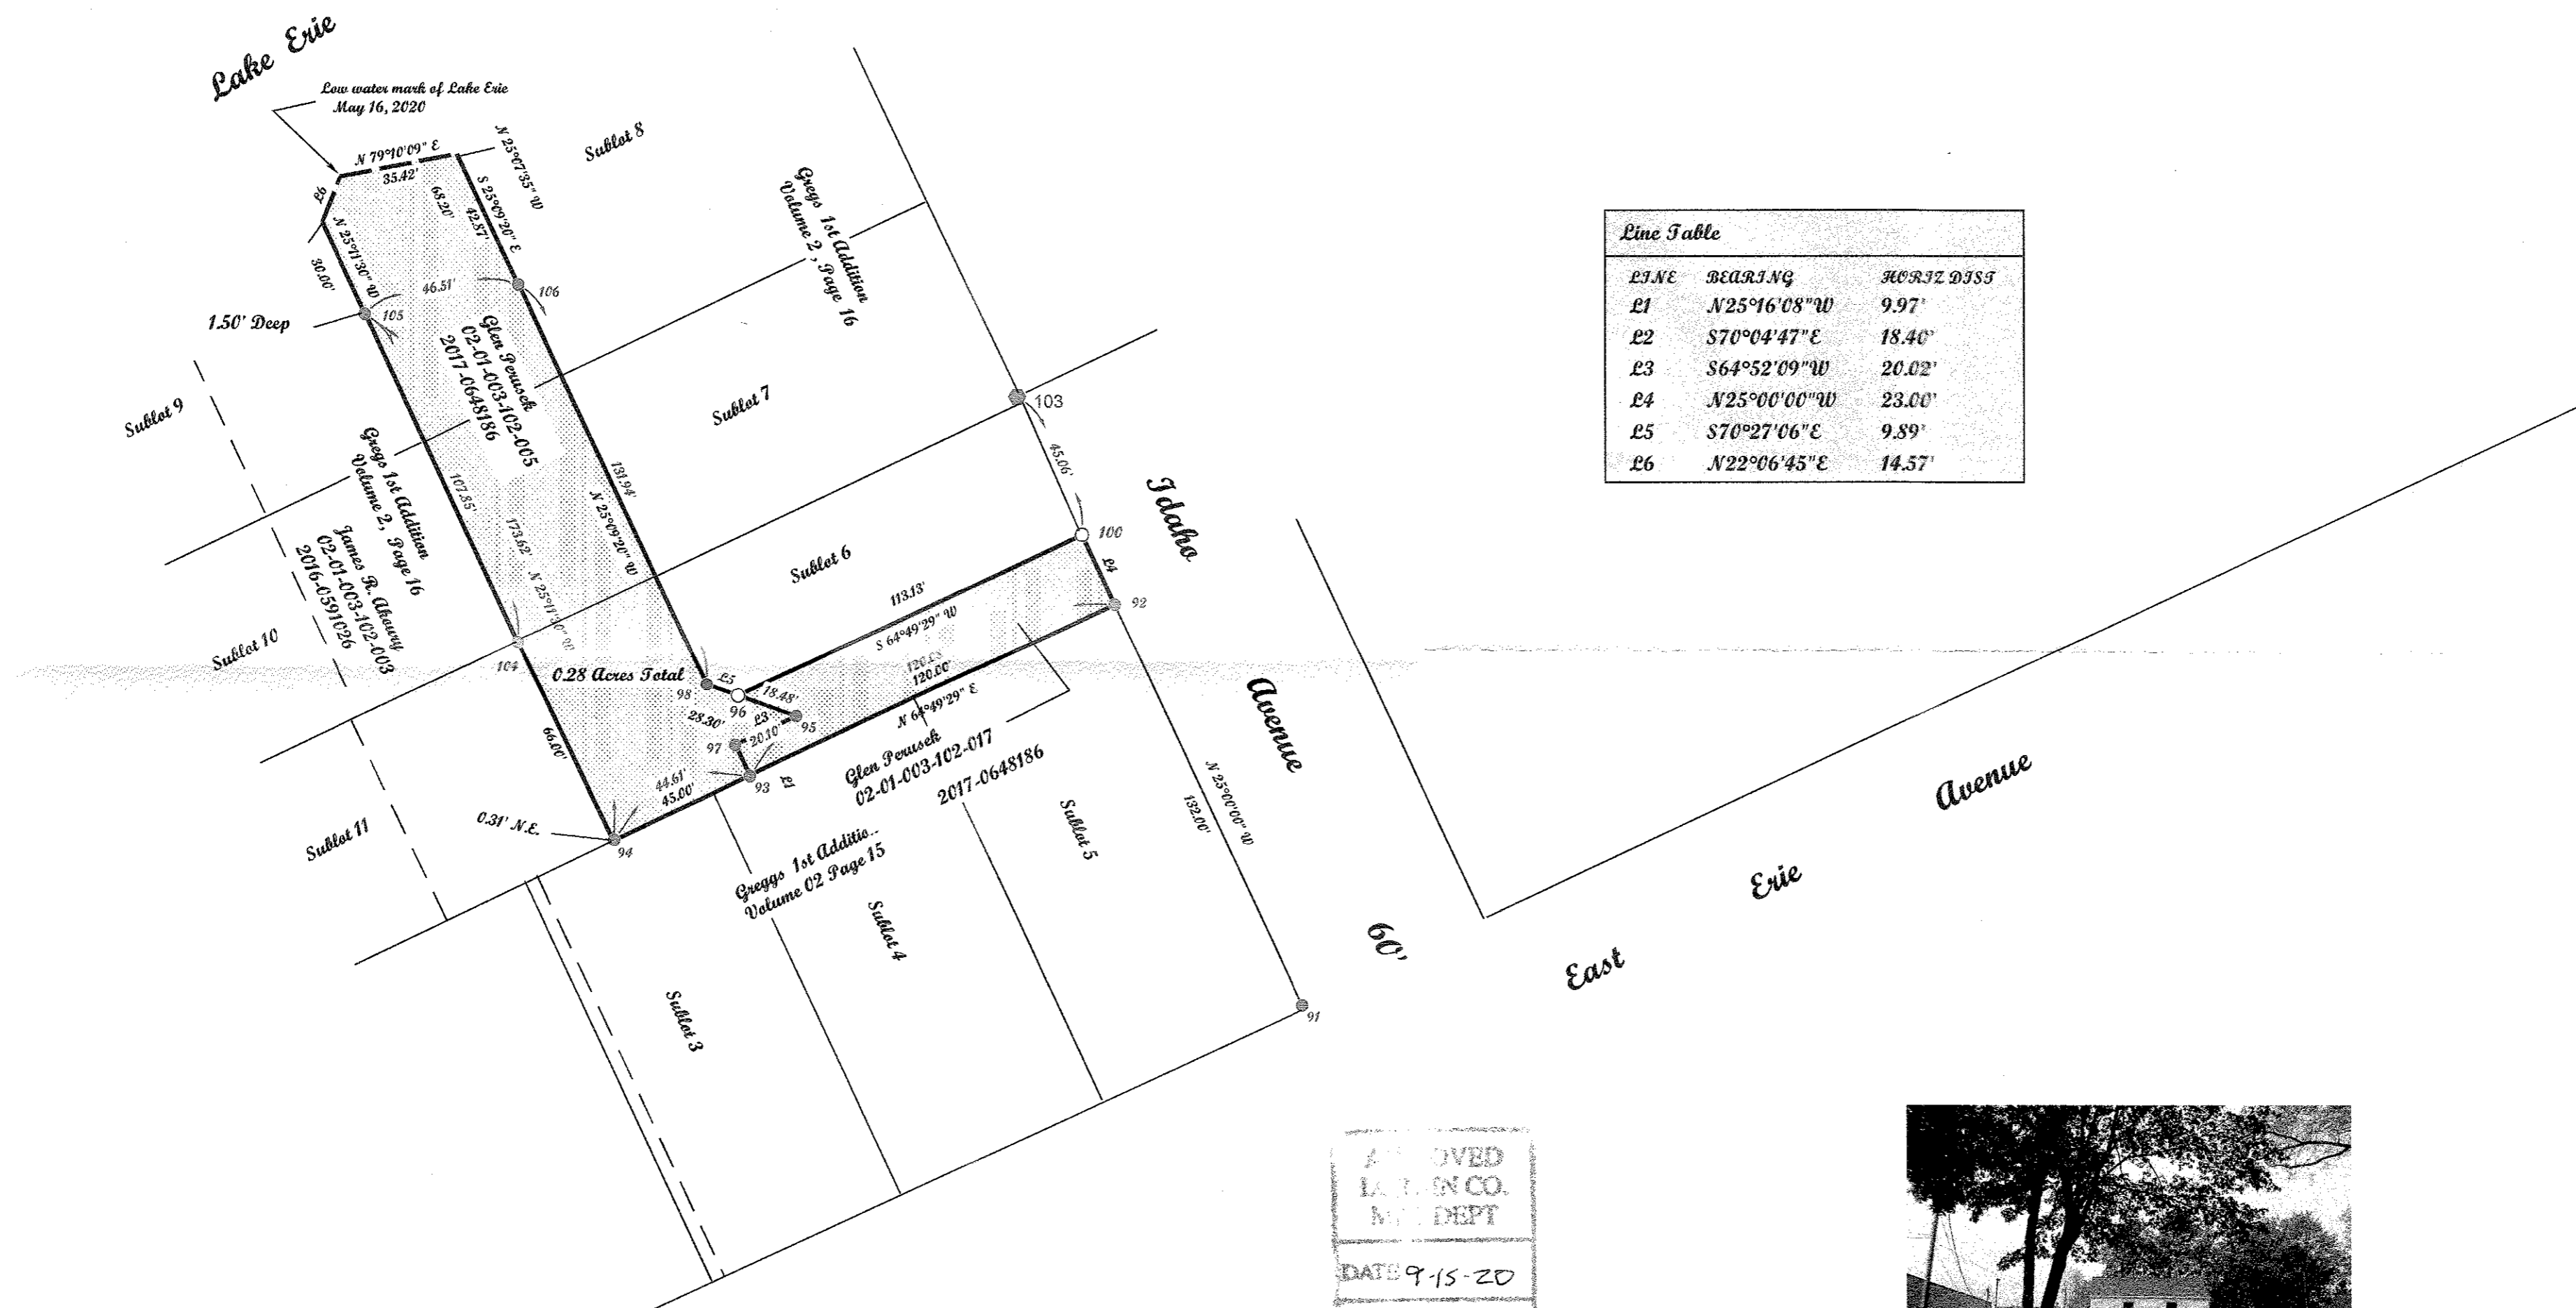 Lake Erie
Low water mark of Lake Erie
May 16, 2020
N 79°10'09" E
35.42'
L6
N 25°07'35" W
68.20'
S 25°09'20" E
42.87'
Sublot 8
N 25°11'30" W
30.00'
46.51'
106
105
1.50' Deep
Gregs 1st Addition
Volume 2, Page 16
Glen Perusek
02-01-003-102-005
2017-0648186
Sublot 9
Sublot 7
103
45.06'
Idaho
Avenue
60'
Line Table
LINE BEARING HORIZ DIST
L1 N25°16'08"W 9.97'
L2 S70°04'47"E 18.40'
L3 S64°52'09"W 20.02'
L4 N25°00'00"W 23.00'
L5 S70°27'06"E 9.89'
L6 N22°06'45"E 14.57'
Gregs 1st Addition
Volume 2, Page 16
James R. Akoury
02-01-003-102-003
2016-0591026
107.85'
173.62'
N 25°11'30" W
131.94'
N 25°09'20" W
Sublot 6
100
L4
92
113.13'
S 64°49'29" W
120.00'
N 64°49'29" E
Sublot 10
104
0.28 Acres Total
98
L5
96
18.48'
28.30'
L3
95
97
20.10'
66.00'
44.61'
45.00'
93
L1
0.31' N.E.
94
Sublot 11
Glen Perusek
02-01-003-102-017
2017-0648186
Greggs 1st Additio..
Volume 02 Page 15
Sublot 5
Sublot 4
Sublot 3
N 25°00'00" W
132.00'
91
East Erie Avenue
CO.
DEPT
DATE 9-15-20